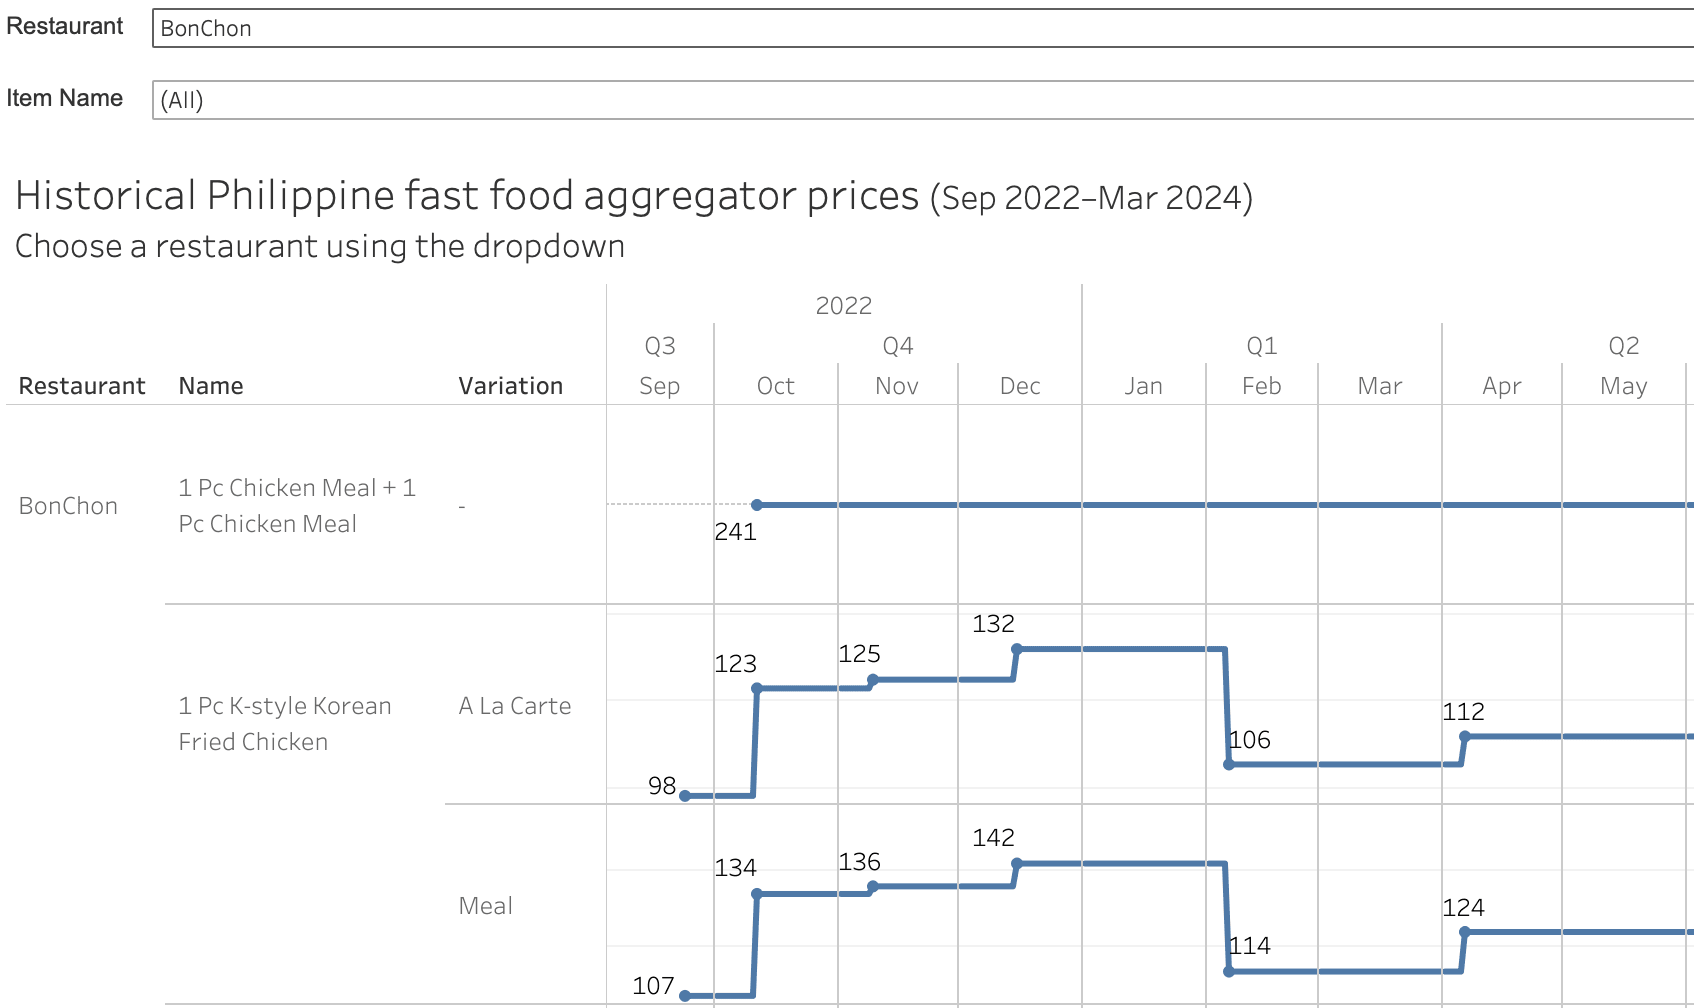 Restaurant BonChon
Item Name (All)
Historical Philippine fast food aggregator prices (Sep 2022–Mar 2024)
Choose a restaurant using the dropdown
2022
Q3 Q4 Q1 Q2
Restaurant Name Variation Sep Oct Nov Dec Jan Feb Mar Apr May
BonChon 1 Pc Chicken Meal + 1 -
Pc Chicken Meal
241
1 Pc K-style Korean A La Carte
Fried Chicken
98 123 125 132 106 112
Meal
107 134 136 142 114 124